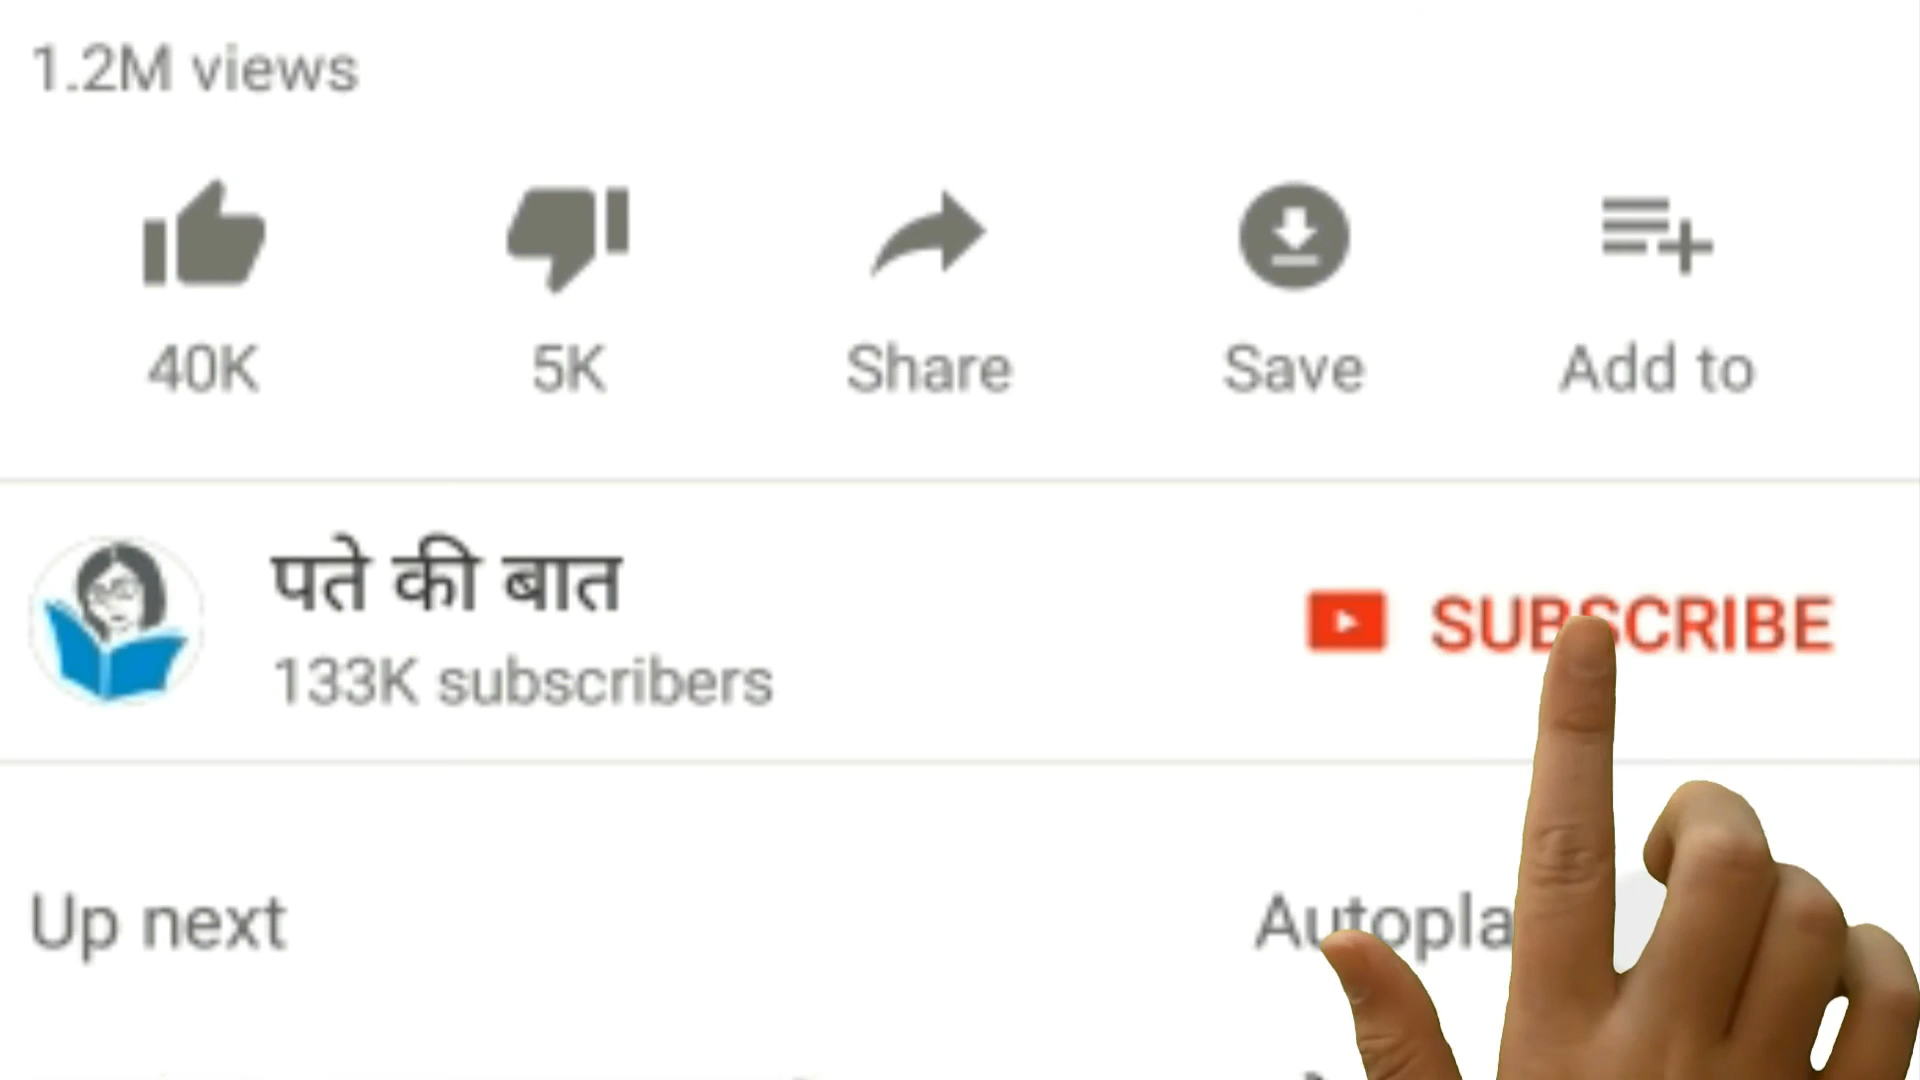 1.2M views
40K 5K Share Save Add to
पते की बात
133K subscribers
SUBSCRIBE
Up next